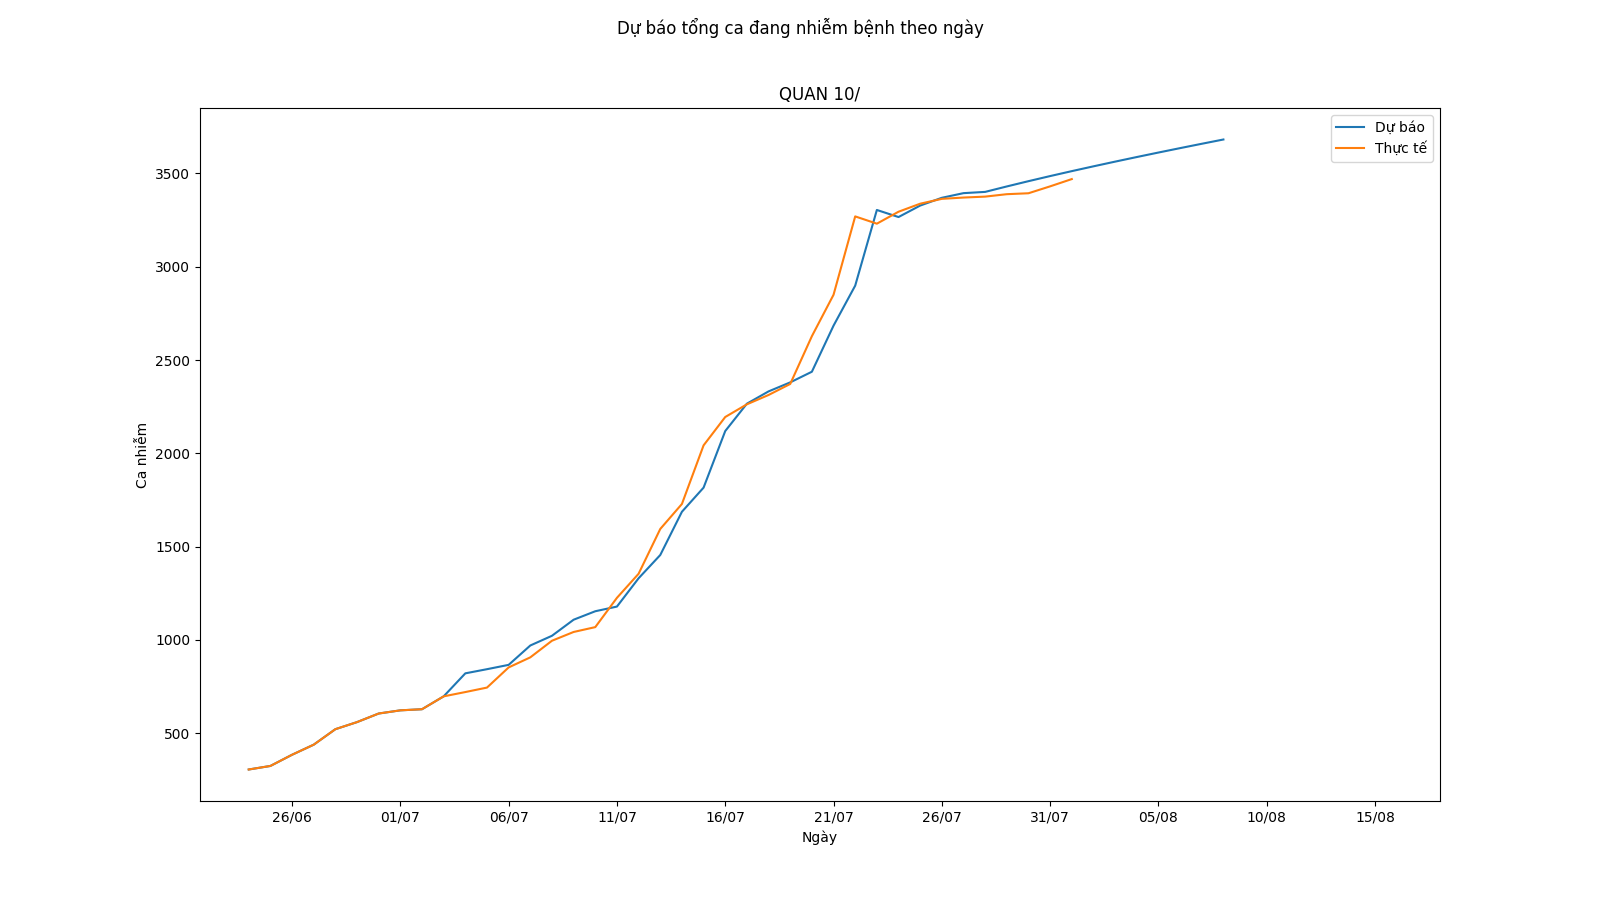 Dự báo tổng ca đang nhiễm bệnh theo ngày
QUAN 10/
Dự báo
Thực tế
3500
3000
2500
2000
1500
1000
500
Ca nhiễm
26/06 01/07 06/07 11/07 16/07 21/07 26/07 31/07 05/08 10/08 15/08
Ngày